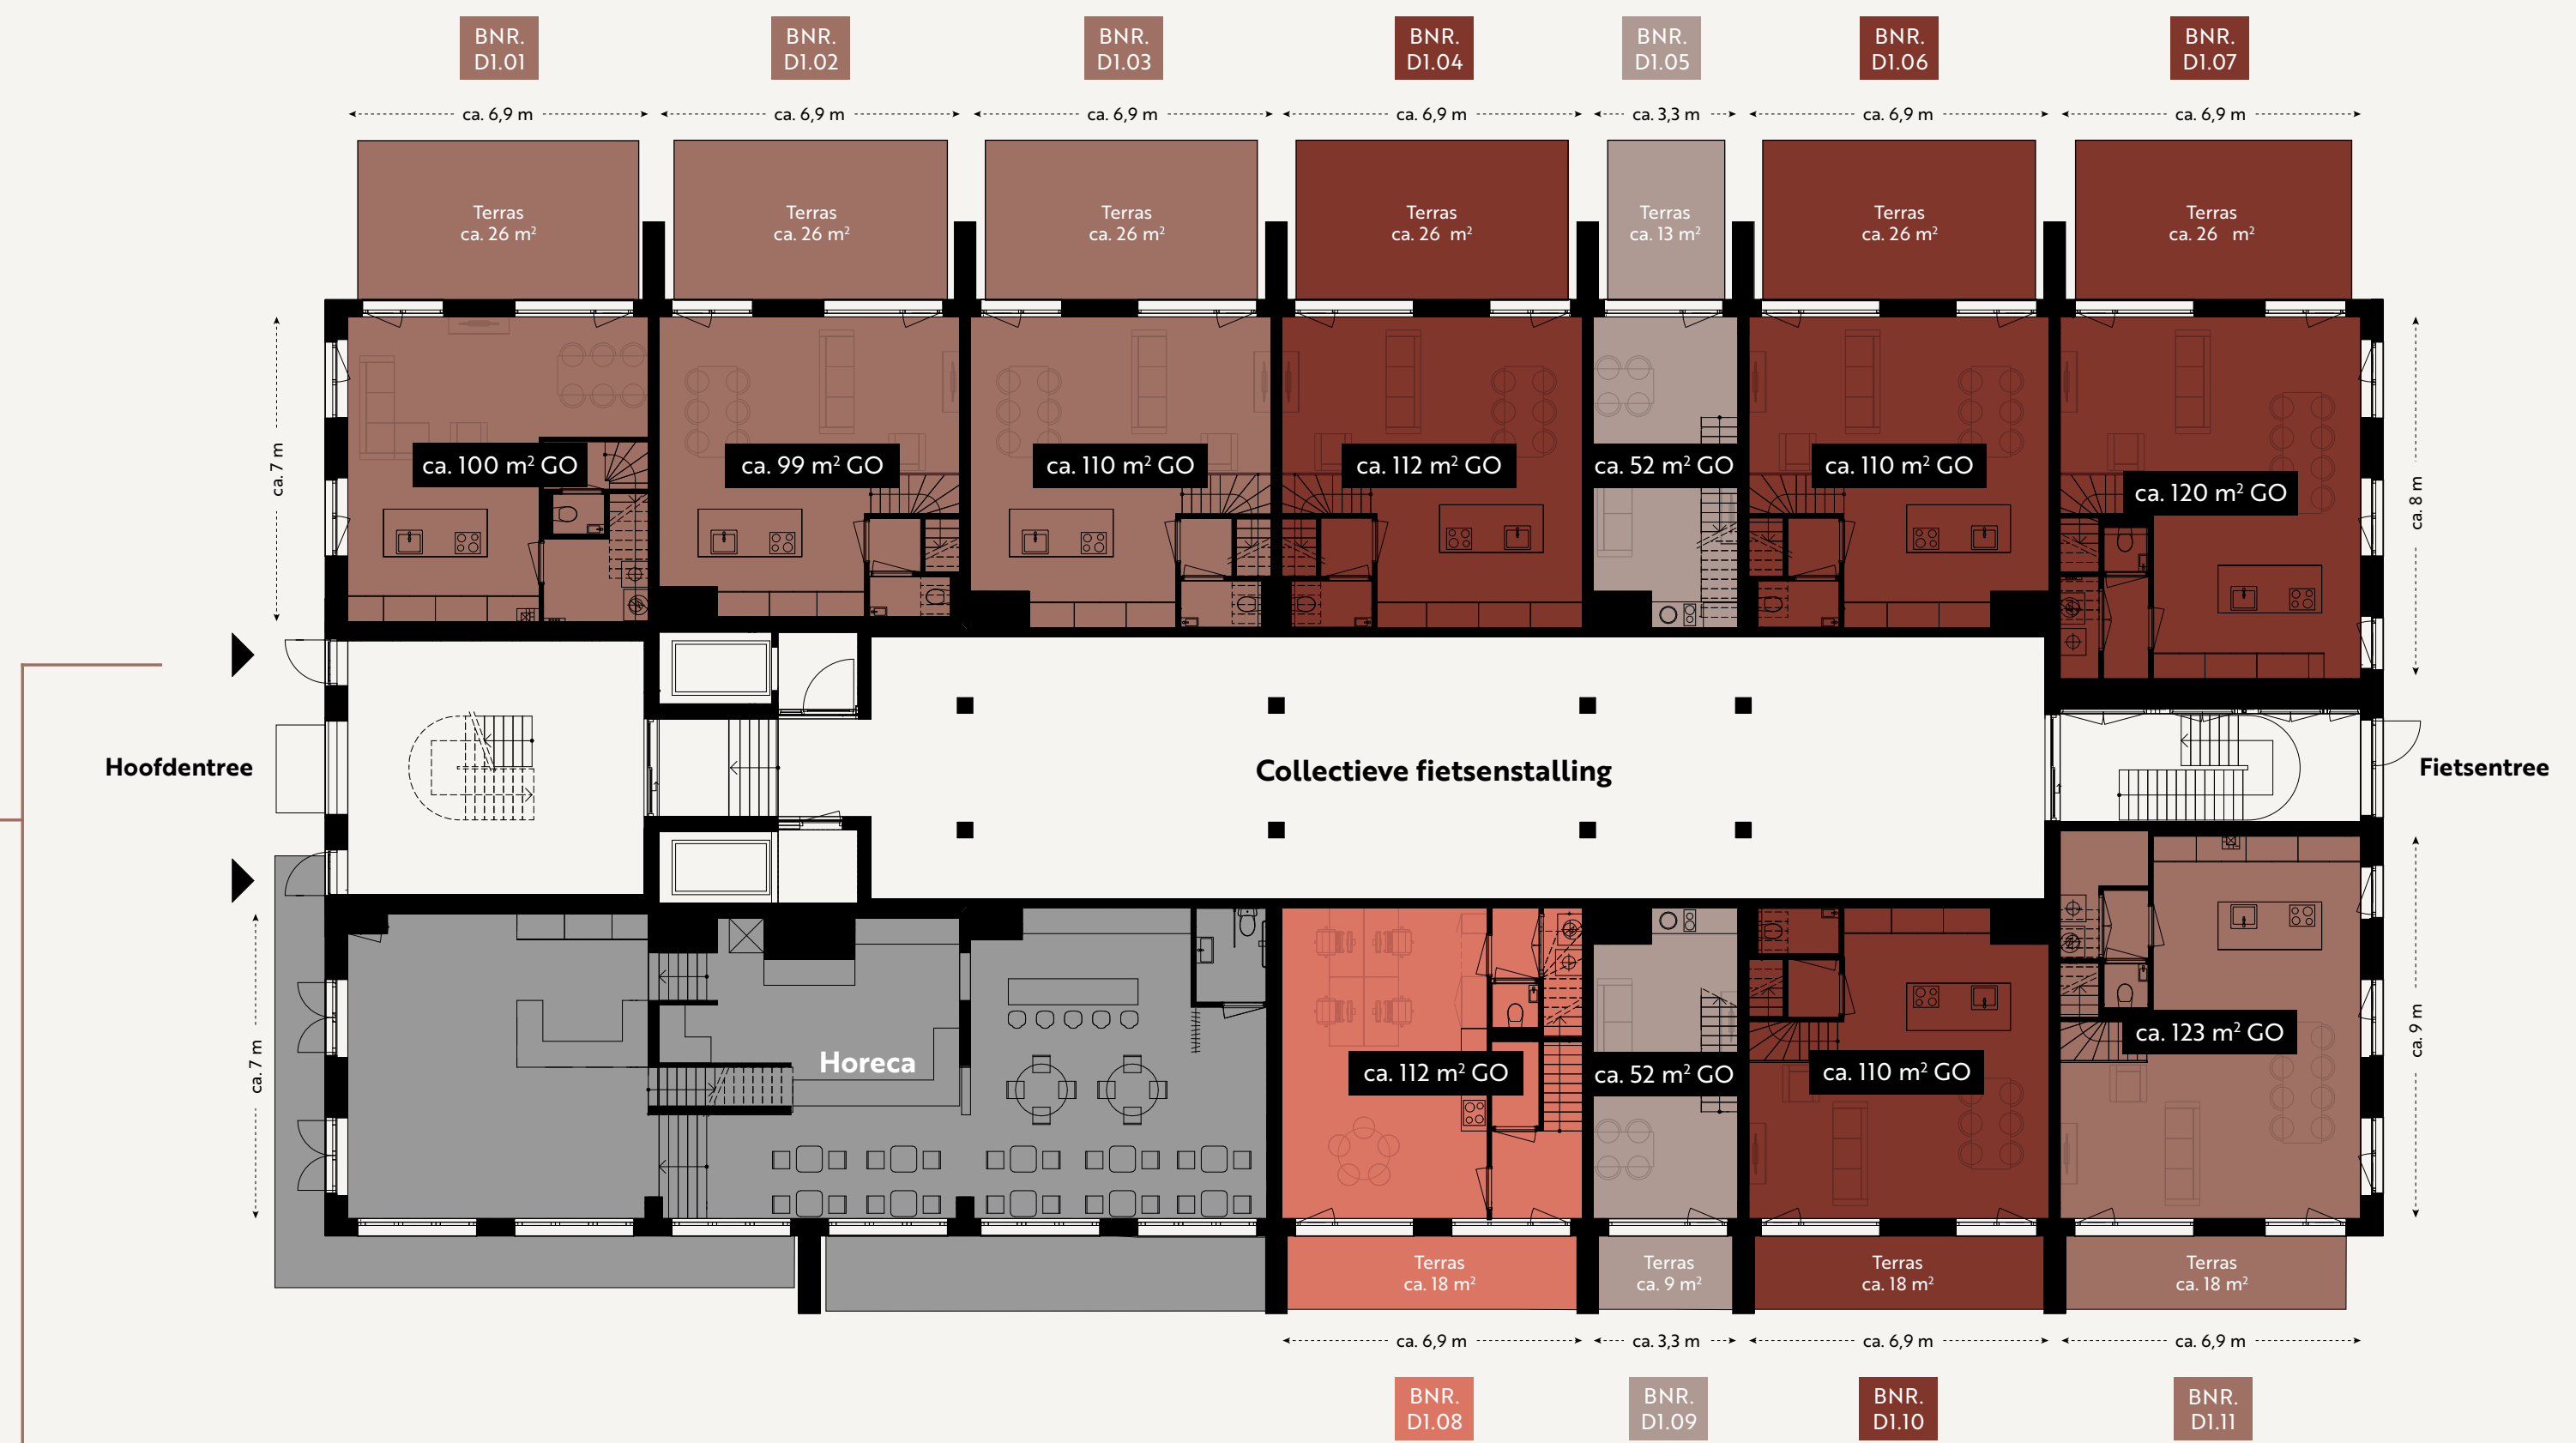 BNR.
D1.01
BNR.
D1.02
BNR.
D1.03
BNR.
D1.04
BNR.
D1.05
BNR.
D1.06
BNR.
D1.07
ca. 6,9 m
ca. 6,9 m
ca. 6,9 m
ca. 6,9 m
ca. 3,3 m
ca. 6,9 m
ca. 6,9 m
Terras
ca. 26 m²
Terras
ca. 26 m²
Terras
ca. 26 m²
Terras
ca. 26 m²
Terras
ca. 13 m²
Terras
ca. 26 m²
Terras
ca. 26 m²
ca. 7 m
ca. 100 m² GO
ca. 99 m² GO
ca. 110 m² GO
ca. 112 m² GO
ca. 52 m² GO
ca. 110 m² GO
ca. 120 m² GO
ca. 8 m
Hoofdentree
Collectieve fietsenstalling
Fietsentree
ca. 7 m
Horeca
ca. 112 m² GO
ca. 52 m² GO
ca. 110 m² GO
ca. 123 m² GO
ca. 9 m
Terras
ca. 18 m²
Terras
ca. 9 m²
Terras
ca. 18 m²
Terras
ca. 18 m²
ca. 6,9 m
ca. 3,3 m
ca. 6,9 m
ca. 6,9 m
BNR.
D1.08
BNR.
D1.09
BNR.
D1.10
BNR.
D1.11